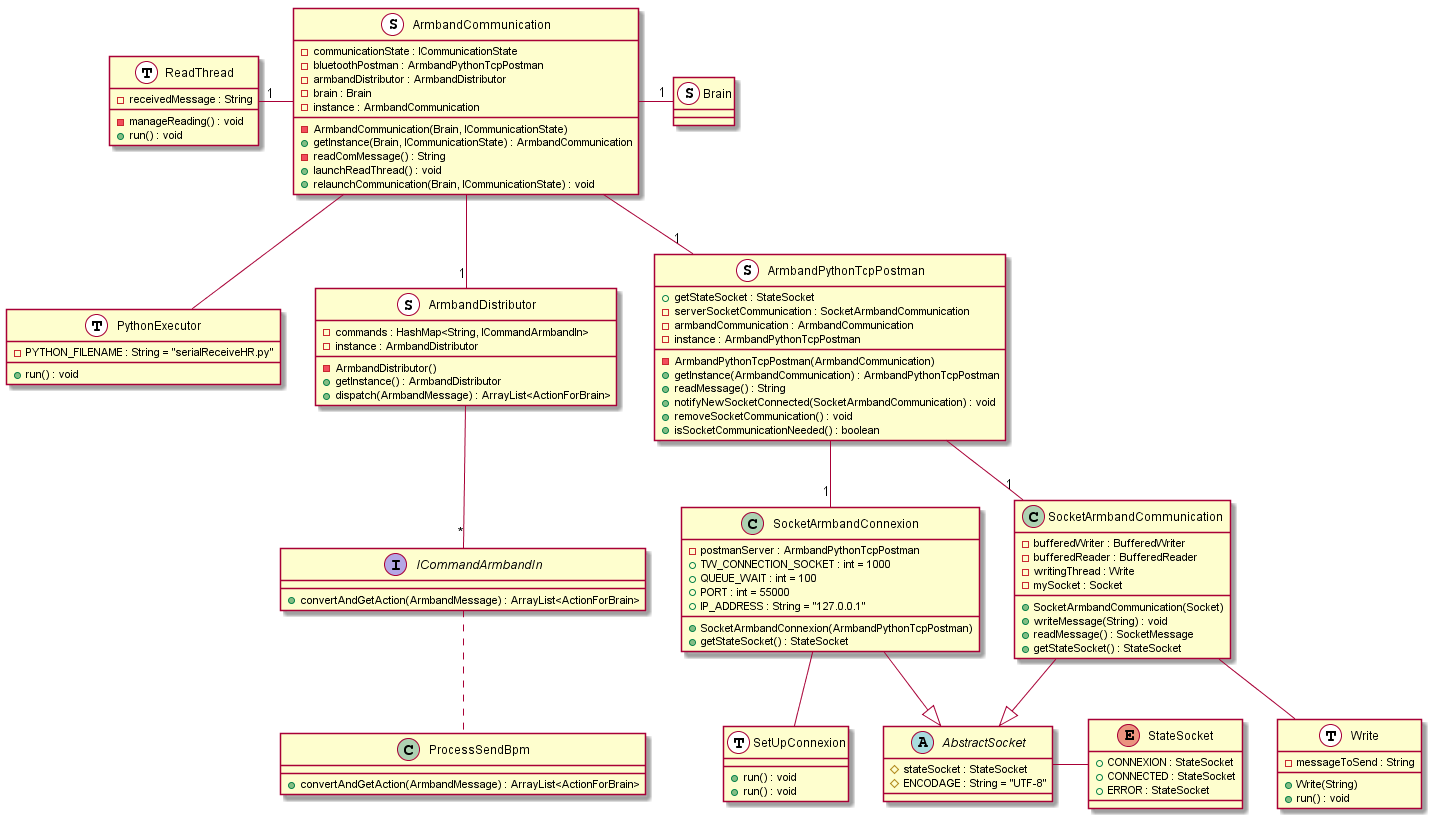 S ArmbandCommunication
communicationState : ICommunicationState
bluetoothPostman : ArmbandPythonTcpPostman
armbandDistributor : ArmbandDistributor
brain : Brain
instance : ArmbandCommunication
ArmbandCommunication(Brain, ICommunicationState)
getInstance(Brain, ICommunicationState) : ArmbandCommunication
readComMessage() : String
launchReadThread() : void
relaunchCommunication(Brain, ICommunicationState) : void
T ReadThread
receivedMessage : String
manageReading() : void
run() : void
1
1
S Brain
1
1
T PythonExecutor
PYTHON_FILENAME : String = "serialReceiveHR.py"
run() : void
S ArmbandDistributor
commands : HashMap<String, ICommandArmbandIn>
instance : ArmbandDistributor
ArmbandDistributor()
getInstance() : ArmbandDistributor
dispatch(ArmbandMessage) : ArrayList<ActionForBrain>
S ArmbandPythonTcpPostman
getStateSocket : StateSocket
serverSocketCommunication : SocketArmbandCommunication
armbandCommunication : ArmbandCommunication
instance : ArmbandPythonTcpPostman
ArmbandPythonTcpPostman(ArmbandCommunication)
getInstance(ArmbandCommunication) : ArmbandPythonTcpPostman
readMessage() : String
notifyNewSocketConnected(SocketArmbandCommunication) : void
removeSocketCommunication() : void
isSocketCommunicationNeeded() : boolean
*
1
1
I ICommandArmbandIn
convertAndGetAction(ArmbandMessage) : ArrayList<ActionForBrain>
C SocketArmbandConnexion
postmanServer : ArmbandPythonTcpPostman
TW_CONNECTION_SOCKET : int = 1000
QUEUE_WAIT : int = 100
PORT : int = 55000
IP_ADDRESS : String = "127.0.0.1"
SocketArmbandConnexion(ArmbandPythonTcpPostman)
getStateSocket() : StateSocket
C SocketArmbandCommunication
bufferedWriter : BufferedWriter
bufferedReader : BufferedReader
writingThread : Write
mySocket : Socket
SocketArmbandCommunication(Socket)
writeMessage(String) : void
readMessage() : SocketMessage
getStateSocket() : StateSocket
C ProcessSendBpm
convertAndGetAction(ArmbandMessage) : ArrayList<ActionForBrain>
T SetUpConnexion
run() : void
run() : void
A AbstractSocket
stateSocket : StateSocket
ENCODAGE : String = "UTF-8"
E StateSocket
CONNEXION : StateSocket
CONNECTED : StateSocket
ERROR : StateSocket
T Write
messageToSend : String
Write(String)
run() : void